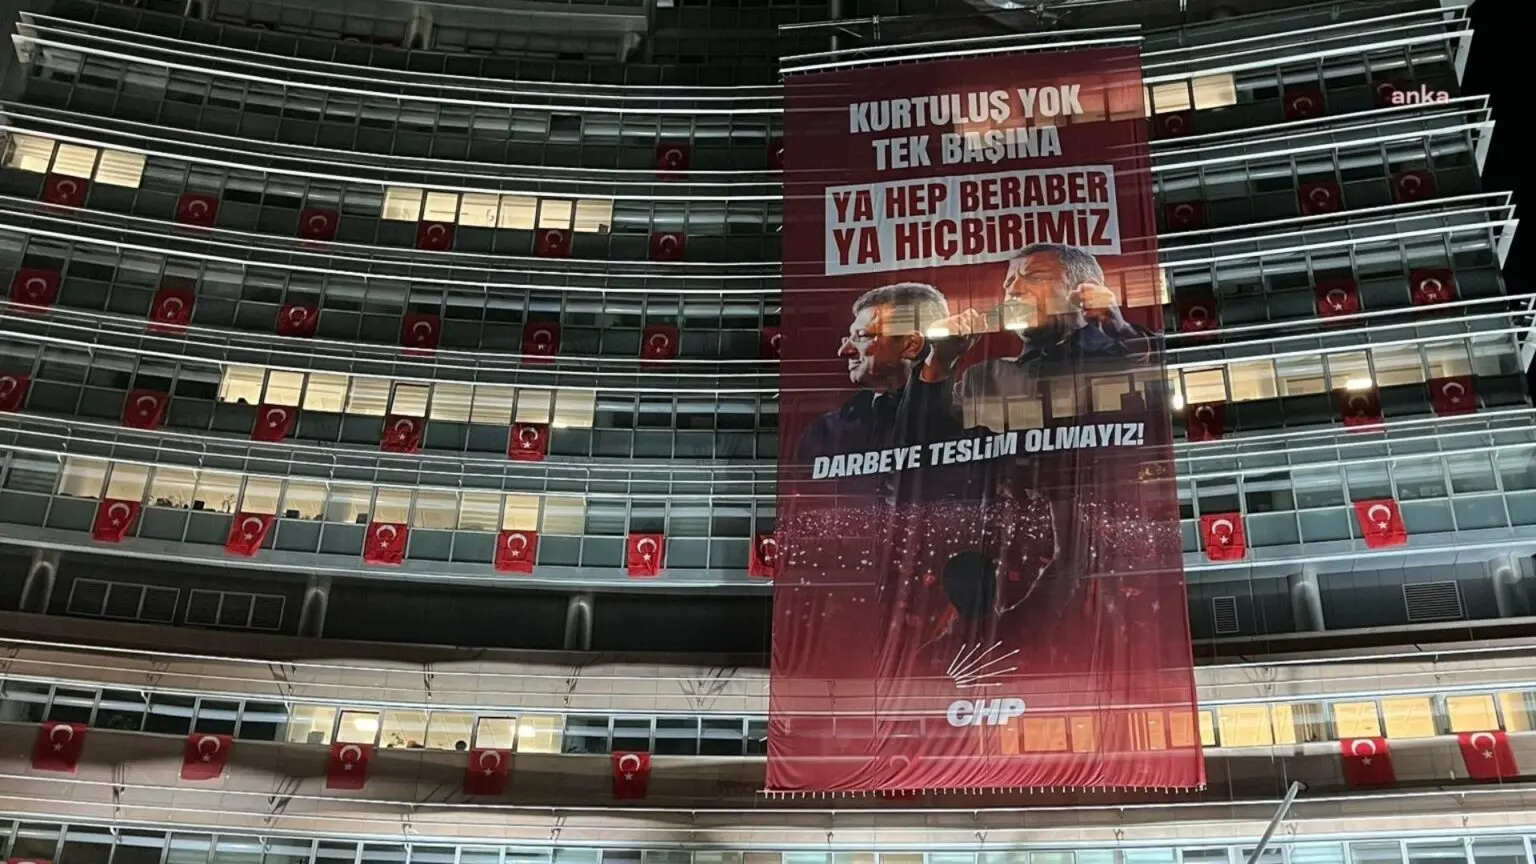 anka
KURTULUŞ YOK
TEK BAŞINA
YA HEP BERABER
YA HİÇBİRİMİZ
DARBEYE TESLİM OLMAYIZ!
CHP